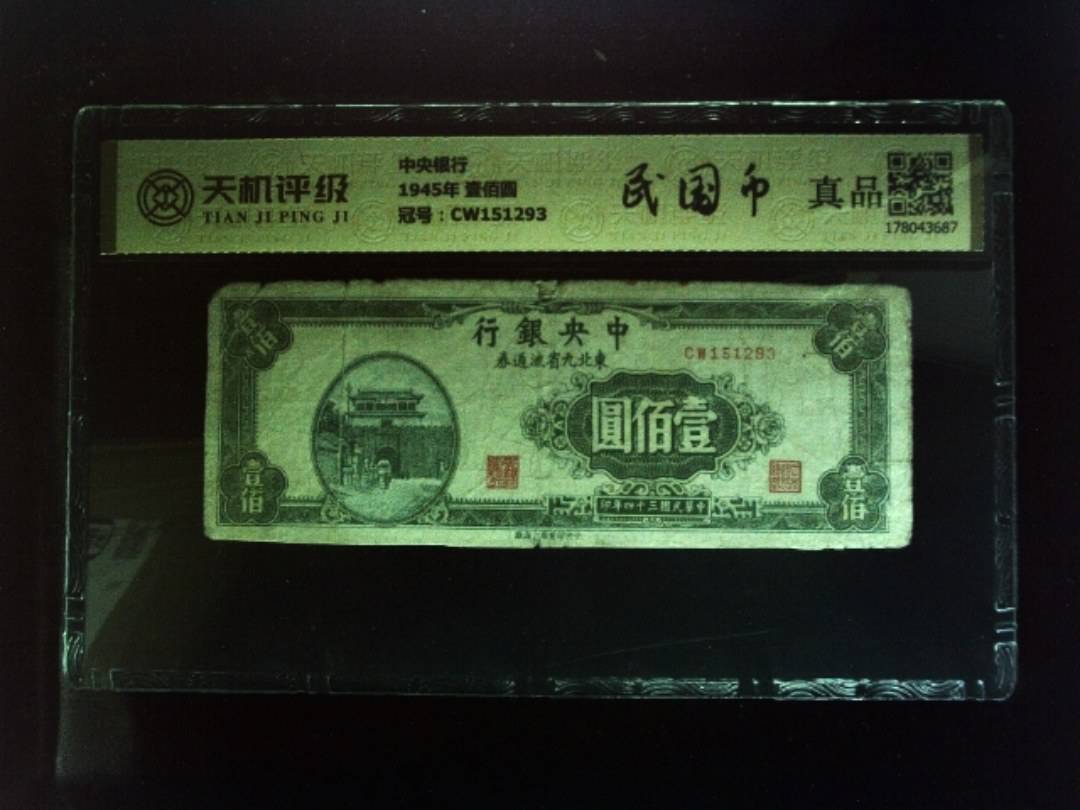 天机评级
TIAN JI PING JI
中央银行
1945年 壹佰圆
冠号：CW151293
民国币
真品
178043687
中央銀行
東北九省流通券
CW151293
壹佰圓
中華民國三十四年印
壹佰
壹佰
壹佰
壹佰